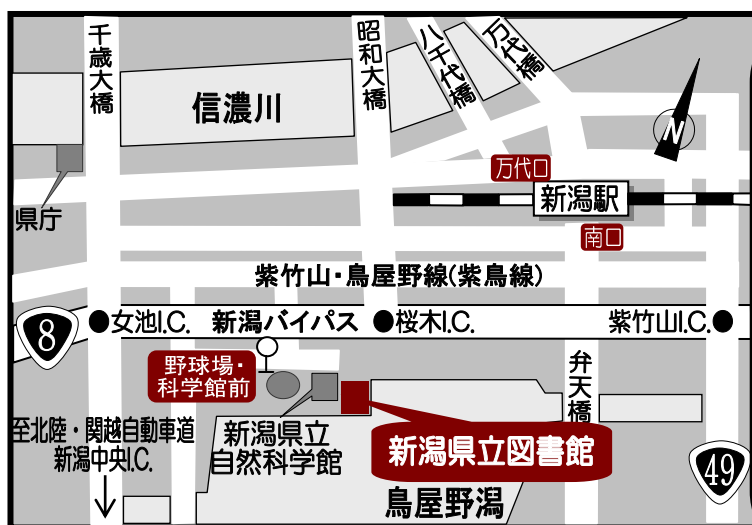 千歳大橋
昭和大橋
八千代橋
万代橋
信濃川
N
県庁
万代口
新潟駅
南口
紫竹山・鳥屋野線(紫鳥線)
8
女池I.C.
新潟バイパス
桜木I.C.
紫竹山I.C.
野球場・
科学館前
弁天橋
至北陸・関越自動車道
新潟中央I.C.
新潟県立
自然科学館
新潟県立図書館
49
鳥屋野潟